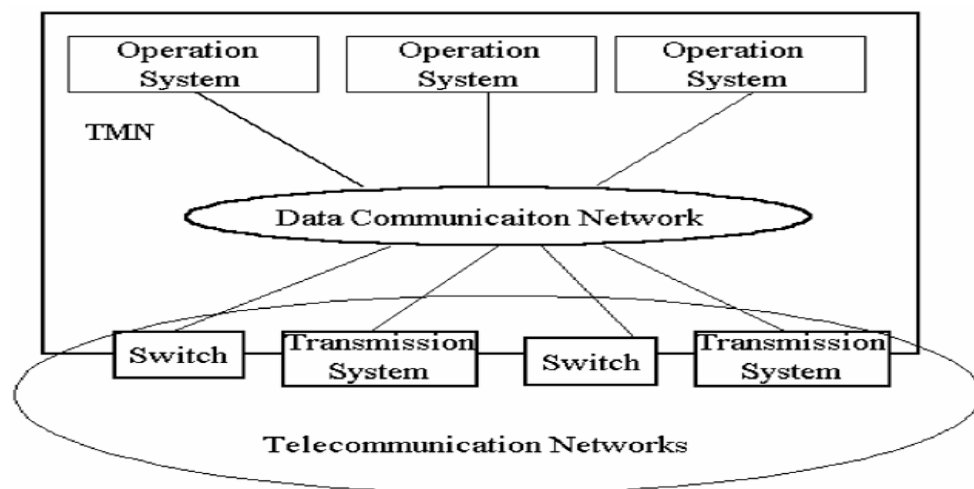 Operation
System
Operation
System
Operation
System
TMN
Data Communicaiton Network
Switch
Transmission
System
Switch
Transmission
System
Telecommunication Networks